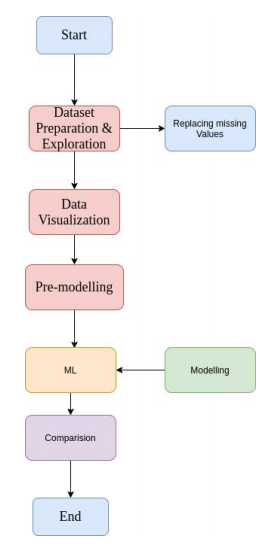 Start
Dataset
Preparation &
Exploration
Replacing missing
Values
Data
Visualization
Pre-modelling
ML
Modelling
Comparision
End